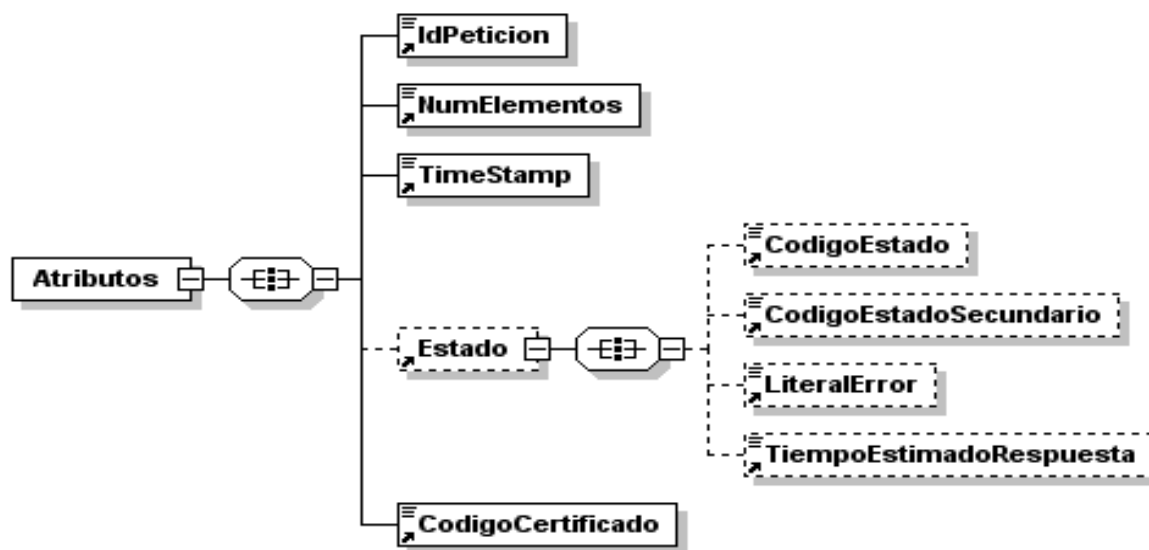 IdPeticion
NumElementos
TimeStamp
Atributos
Estado
CodigoEstado
CodigoEstadoSecundario
LiteralError
TiempoEstimadoRespuesta
CodigoCertificado